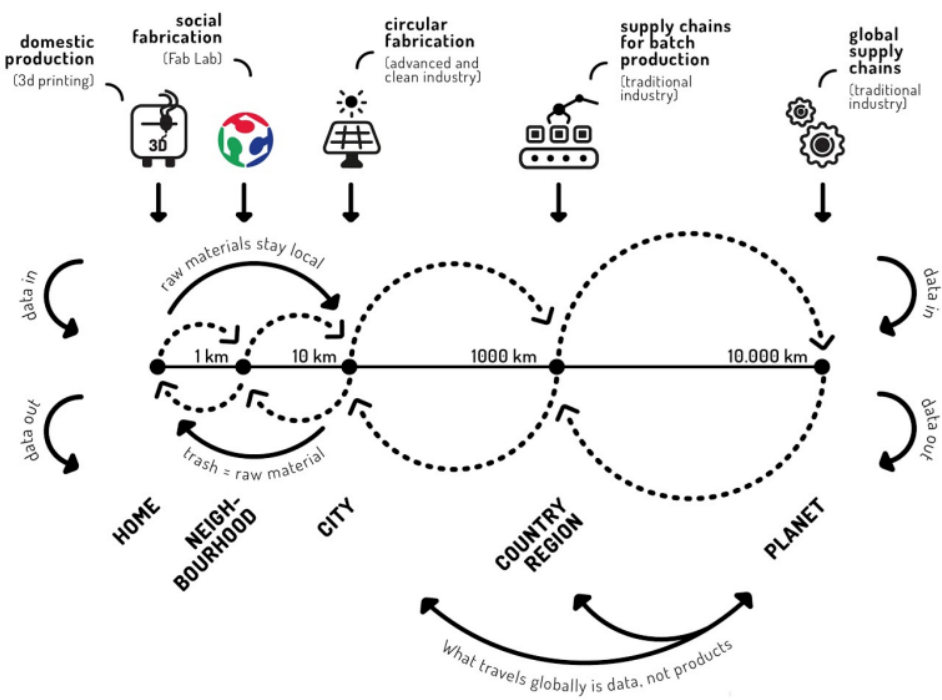 domestic
production
(3d printing)
social
fabrication
(Fab Lab)
circular
fabrication
(advanced and
clean industry)
supply chains
for batch
production
(traditional
industry)
global
supply
chains
(traditional
industry)
3D
raw materials stay local
data in
data in
1 km
10 km
1000 km
10.000 km
data out
data out
trash = raw material
HOME
NEIGH-
BOURHOOD
CITY
COUNTRY
REGION
PLANET
What travels globally is data, not products